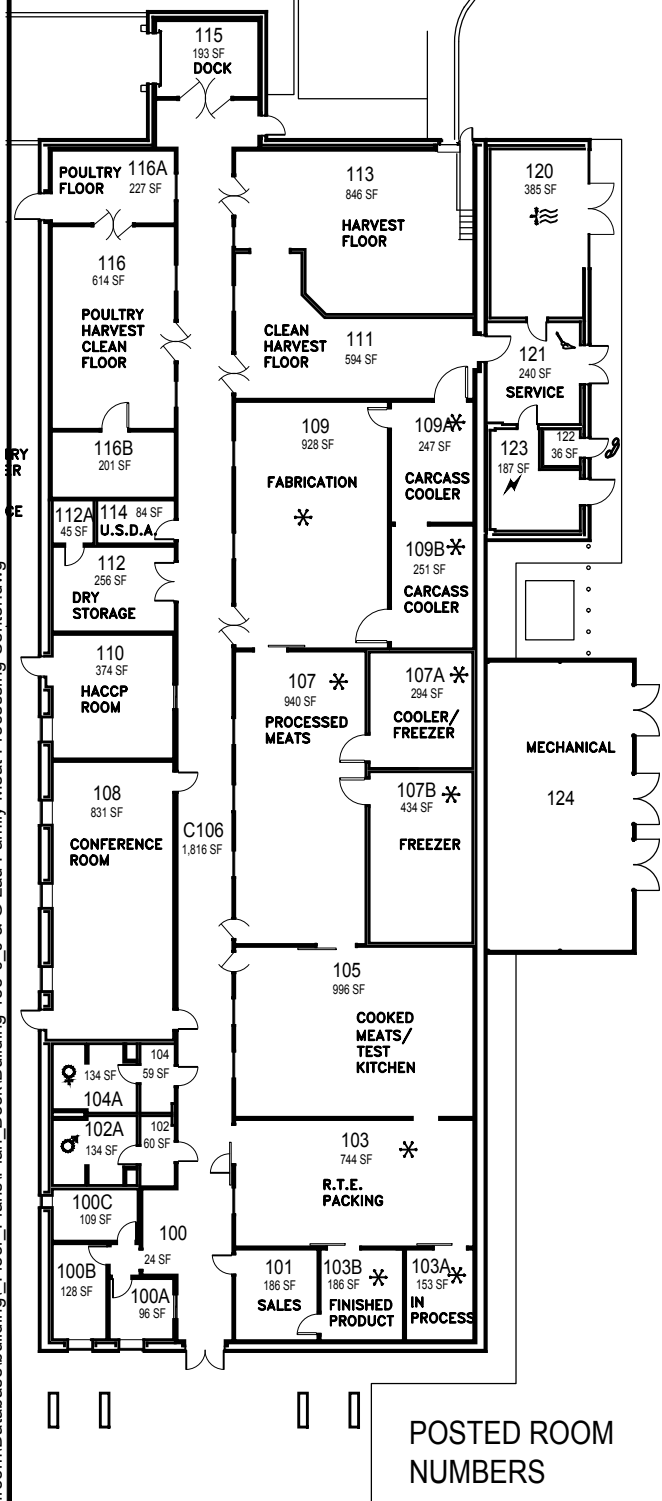 115
193 SF
DOCK
POULTRY
FLOOR
116A
227 SF
113
846 SF
HARVEST
FLOOR
120
385 SF
116
614 SF
POULTRY
HARVEST
CLEAN
FLOOR
CLEAN
HARVEST
FLOOR
111
594 SF
121
240 SF
SERVICE
109
928 SF
FABRICATION
109A
247 SF
CARCASS
COOLER
122
36 SF
123
187 SF
116B
201 SF
112A
45 SF
114
84 SF
U.S.D.A.
109B
251 SF
CARCASS
COOLER
112
256 SF
DRY
STORAGE
110
374 SF
HACCP
ROOM
107
940 SF
PROCESSED
MEATS
107A
294 SF
COOLER/
FREEZER
MECHANICAL
124
107B
434 SF
FREEZER
108
831 SF
CONFERENCE
ROOM
C106
1,816 SF
105
996 SF
COOKED
MEATS/
TEST
KITCHEN
134 SF
104A
104
59 SF
102A
134 SF
102
60 SF
103
744 SF
R.T.E.
PACKING
100C
109 SF
100
24 SF
100B
128 SF
100A
96 SF
101
186 SF
SALES
103B
186 SF
FINISHED
PRODUCT
103A
153 SF
IN
PROCESS
POSTED ROOM
NUMBERS